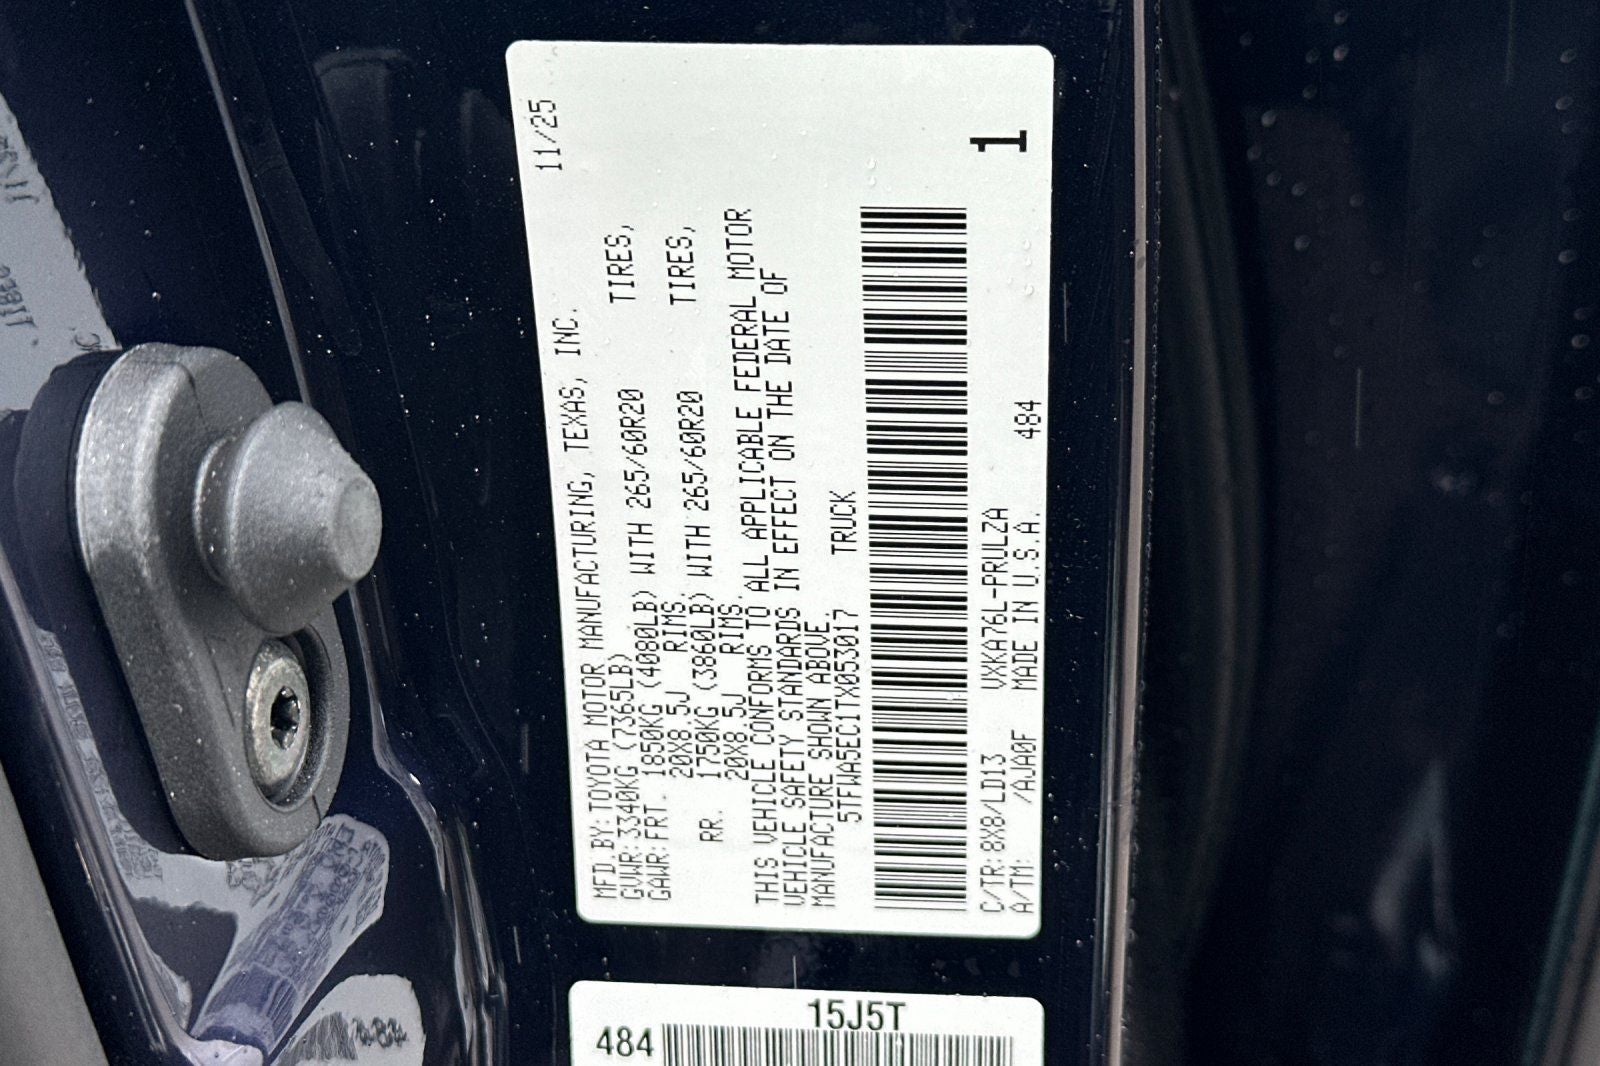 11/25
MFD.BY:TOYOTA MOTOR MANUFACTURING, TEXAS, INC.
GVWR:3340KG (7365LB)
GAWR:FRT. 1850KG (4080LB) WITH 265/60R20 TIRES,
20X8.5J RIMS.
RR. 1750KG (3860LB) WITH 265/60R20 TIRES,
20X8.5J RIMS.
THIS VEHICLE CONFORMS TO ALL APPLICABLE FEDERAL MOTOR
VEHICLE SAFETY STANDARDS IN EFFECT ON THE DATE OF
MANUFACTURE SHOWN ABOVE.
5TFWA5EC1TX053017 TRUCK
1
C/TR:8X8/LD13 VXKA76L-PRULZA
A/TM: /AJA0F MADE IN U.S.A. 484
15J5T
484